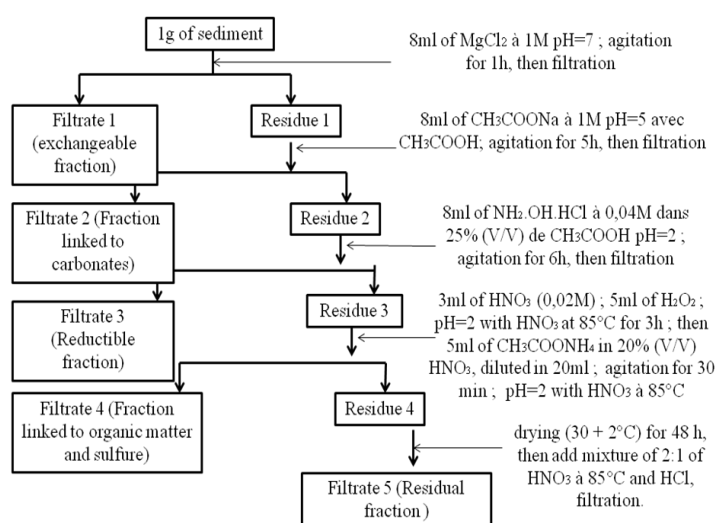 1g of sediment
8ml of MgCl₂ à 1M pH=7 ; agitation
for 1h, then filtration
Filtrate 1
(exchangeable
fraction)
Residue 1
8ml of CH₃COONa à 1M pH=5 avec
CH₃COOH; agitation for 5h, then filtration
Filtrate 2 (Fraction
linked to
carbonates)
Residue 2
8ml of NH₂.OH.HCl à 0,04M dans
25% (V/V) de CH₃COOH pH=2 ;
agitation for 6h, then filtration
Filtrate 3
(Reductible
fraction)
Residue 3
3ml of HNO₃ (0,02M) ; 5ml of H₂O₂ ;
pH=2 with HNO₃ at 85°C for 3h ; then
5ml of CH₃COONH₄ in 20% (V/V)
HNO₃, diluted in 20ml ; agitation for 30
min ; pH=2 with HNO₃ à 85°C
Filtrate 4 (Fraction
linked to organic matter
and sulfure)
Residue 4
drying (30 + 2°C) for 48 h,
then add mixture of 2:1 of
HNO₃ à 85°C and HCl,
filtration.
Filtrate 5 (Residual
fraction )